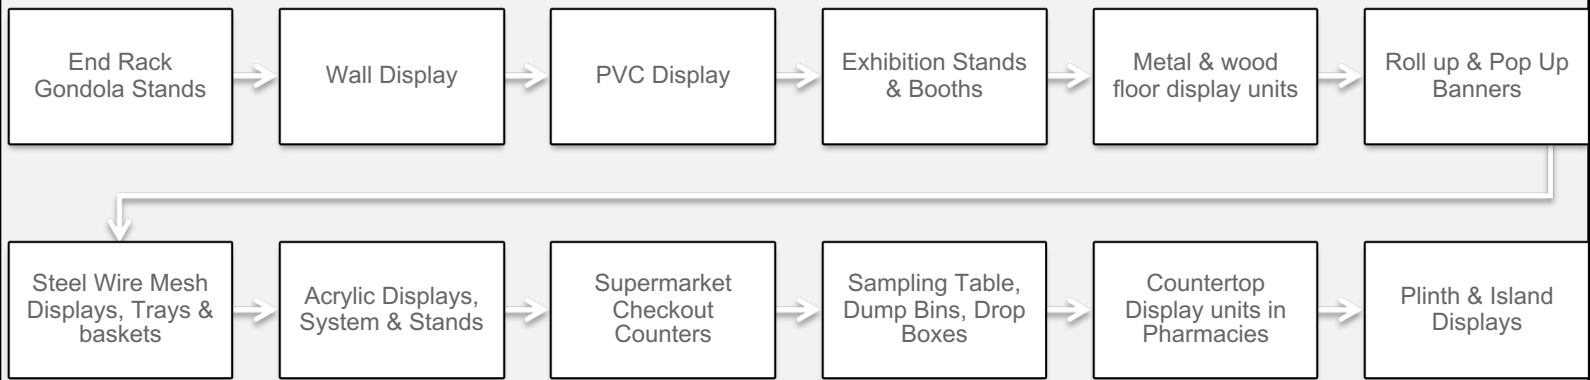 End Rack
Gondola Stands
Wall Display
PVC Display
Exhibition Stands
& Booths
Metal & wood
floor display units
Roll up & Pop Up
Banners
Steel Wire Mesh
Displays, Trays &
baskets
Acrylic Displays,
System & Stands
Supermarket
Checkout
Counters
Sampling Table,
Dump Bins, Drop
Boxes
Countertop
Display units in
Pharmacies
Plinth & Island
Displays